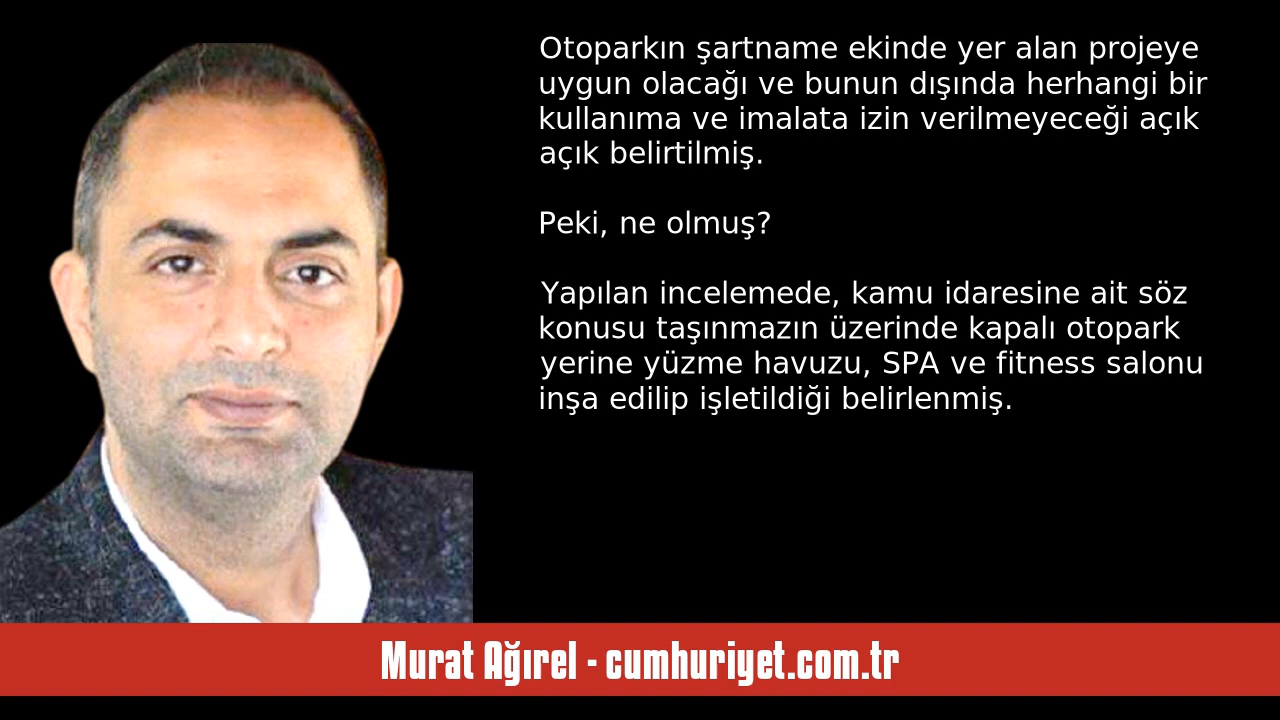 Otoparkın şartname ekinde yer alan projeye
uygun olacağı ve bunun dışında herhangi bir
kullanıma ve imalata izin verilmeyeceği açık
açık belirtilmiş.
Peki, ne olmuş?
Yapılan incelemede, kamu idaresine ait söz
konusu taşınmazın üzerinde kapalı otopark
yerine yüzme havuzu, SPA ve fitness salonu
inşa edilip işletildiği belirlenmiş.
Murat Ağırel - cumhuriyet.com.tr